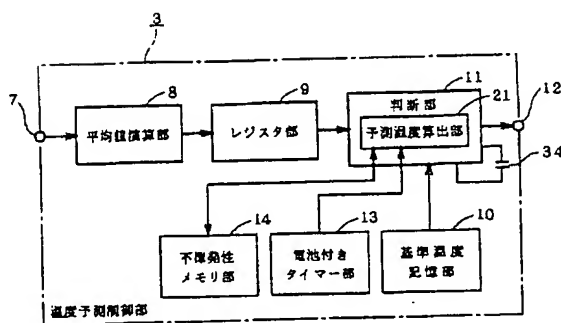 3
8
9
11
21
12
7
平均値演算部
レジスタ部
判断部
予測温度算出部
34
14
13
10
不揮発性
メモリ部
電池付き
タイマー部
基準温度
記憶部
温度予測制御部